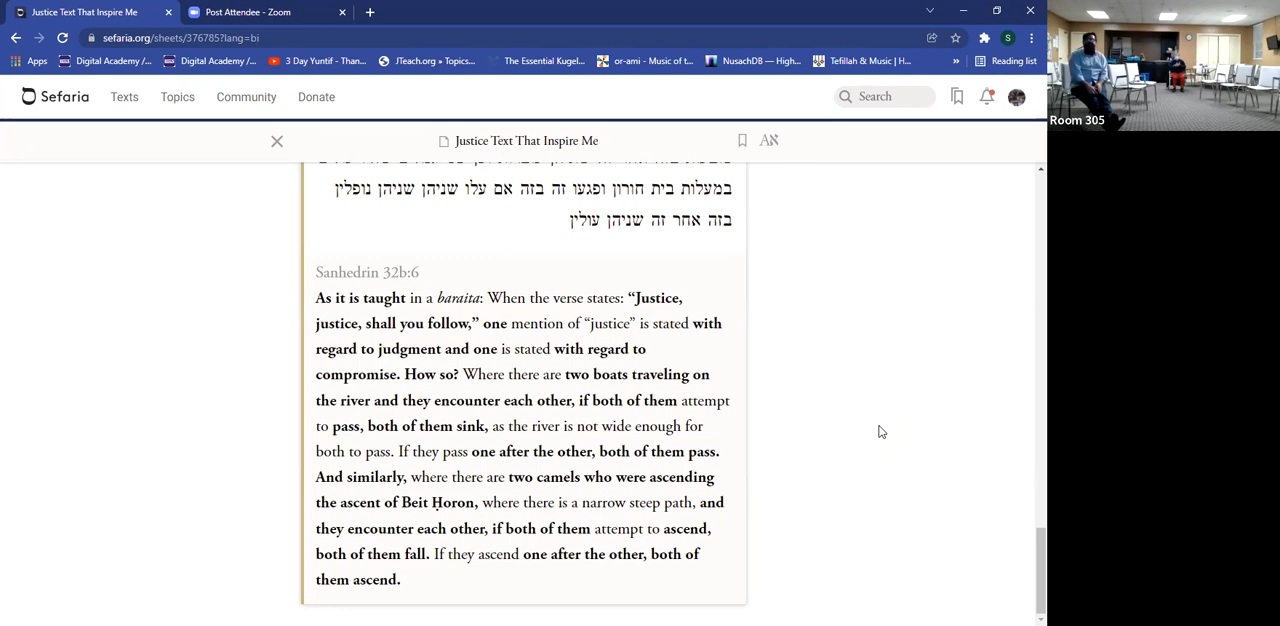 Justice Text That Inspire Me
Post Attendee - Zoom
sefaria.org/sheets/376785?lang=bi
Apps
Digital Academy /...
Digital Academy /...
3 Day Yuntif - Than...
JTeach.org » Topics...
The Essential Kugel...
or-ami - Music of t...
NusachDB — High...
Tefillah & Music | H...
»
Reading list
Sefaria
Texts
Topics
Community
Donate
Search
Justice Text That Inspire Me
במעלות בית חורון ופגעו זה בזה אם עלו שניהן שניהן נופלין
בזה אחר זה שניהן עולין
Sanhedrin 32b:6
As it is taught in a baraita: When the verse states: “Justice,
justice, shall you follow,” one mention of “justice” is stated with
regard to judgment and one is stated with regard to
compromise. How so? Where there are two boats traveling on
the river and they encounter each other, if both of them attempt
to pass, both of them sink, as the river is not wide enough for
both to pass. If they pass one after the other, both of them pass.
And similarly, where there are two camels who were ascending
the ascent of Beit Ḥoron, where there is a narrow steep path, and
they encounter each other, if both of them attempt to ascend,
both of them fall. If they ascend one after the other, both of
them ascend.
Room 305
S